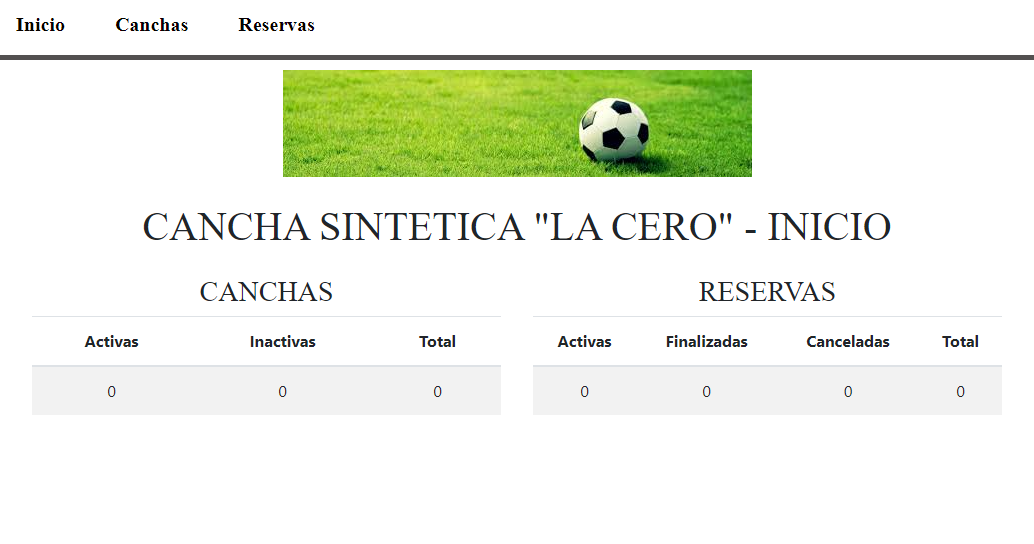 Inicio Canchas Reservas
CANCHA SINTETICA "LA CERO" - INICIO
CANCHAS
Activas Inactivas Total
0 0 0
RESERVAS
Activas Finalizadas Canceladas Total
0 0 0 0